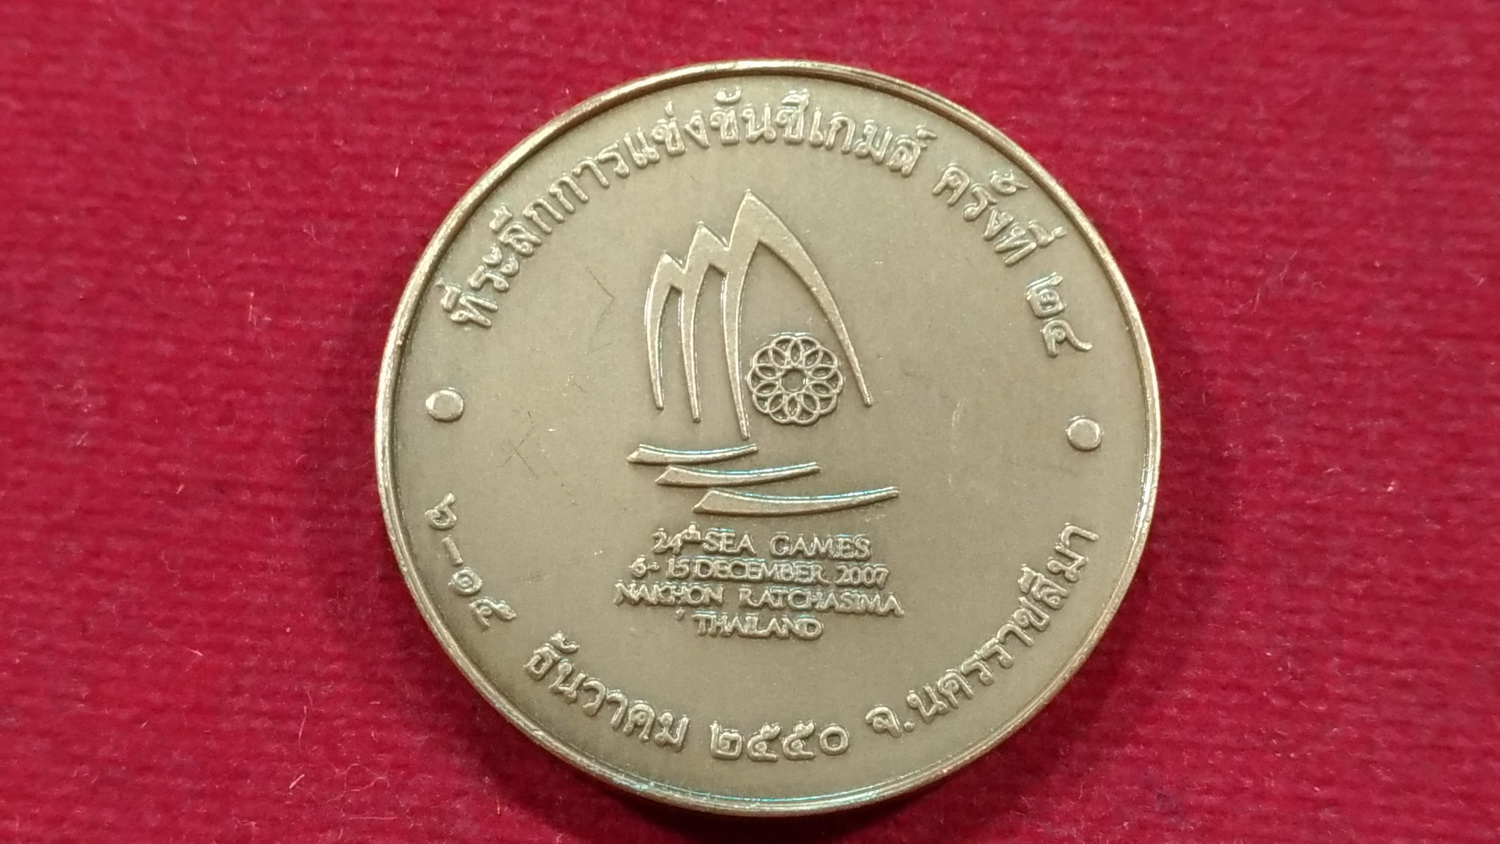 ที่ระลึกการแข่งขันซีเกมส์ ครั้งที่ ๒๔
24th SEA GAMES
6-15 DECEMBER 2007
NAKHON RATCHASIMA
THAILAND
๖-๑๕ ธันวาคม ๒๕๕๐ จ.นครราชสีมา